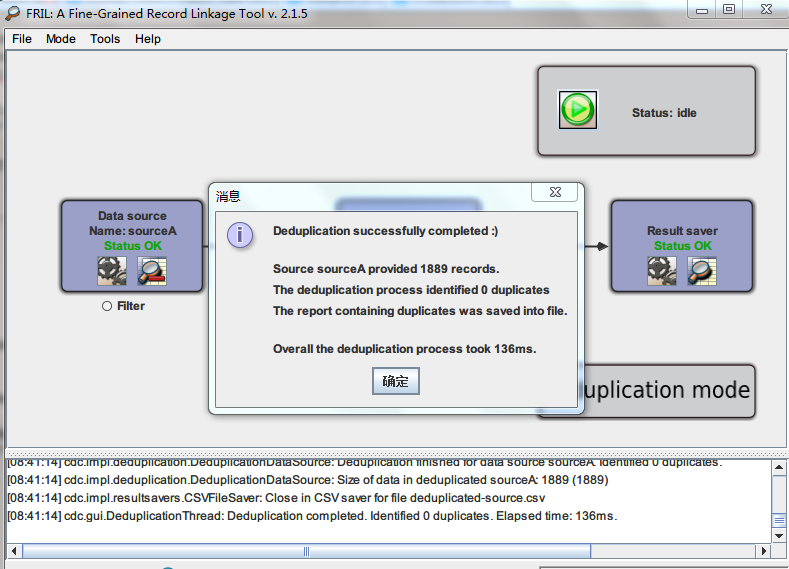 FRIL: A Fine-Grained Record Linkage Tool v. 2.1.5
File Mode Tools Help
Status: idle
Data source
Name: sourceA
Status OK
Filter
消息
Deduplication successfully completed :)
Source sourceA provided 1889 records.
The deduplication process identified 0 duplicates
The report containing duplicates was saved into file.
Overall the deduplication process took 136ms.
确定
Result saver
Status OK
uplication mode
[08:41:14] cdc.impl.deduplication.DeduplicationDataSource: Deduplication finished for data source sourceA. Identified 0 duplicates.
[08:41:14] cdc.impl.deduplication.DeduplicationDataSource: Size of data in deduplicated sourceA: 1889 (1889)
[08:41:14] cdc.impl.resultsavers.CSVFileSaver: Close in CSV saver for file deduplicated-source.csv
[08:41:14] cdc.gui.DeduplicationThread: Deduplication completed. Identified 0 duplicates. Elapsed time: 136ms.